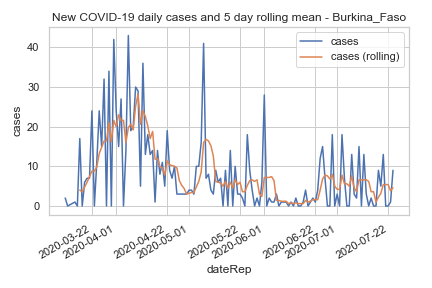 New COVID-19 daily cases and 5 day rolling mean - Burkina_Faso
cases
cases (rolling)
cases
40
30
20
10
0
2020-03-22
2020-04-01
2020-04-22
2020-05-01
2020-05-22
2020-06-01
2020-06-22
2020-07-01
2020-07-22
dateRep